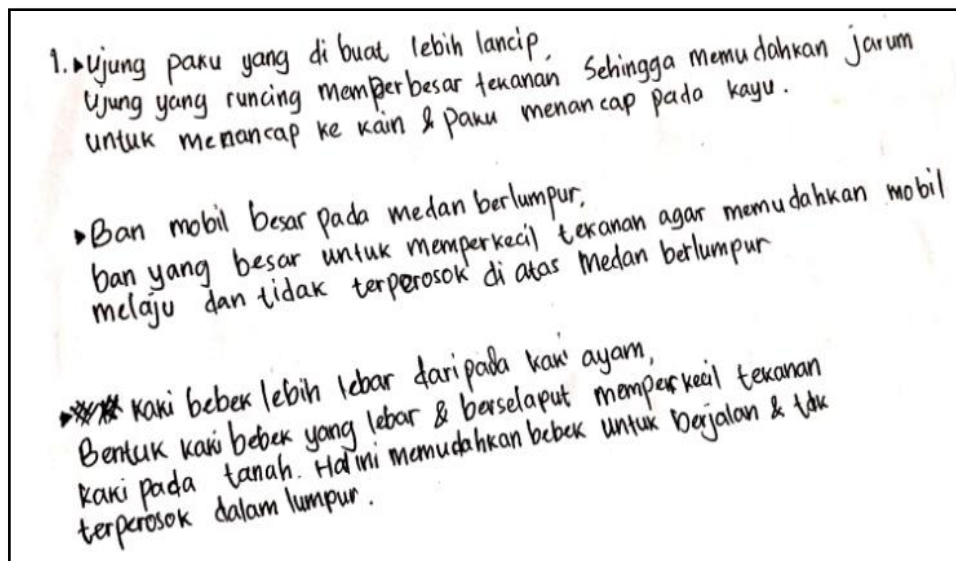 1. ▸Ujung paku yang di buat lebih lancip,
Ujung yang runcing memperbesar tekanan Sehingga memudahkan jarum
untuk menancap ke kain & paku menancap pada kayu.
▸Ban mobil besar pada medan berlumpur,
ban yang besar untuk memperkecil tekanan agar memudahkan mobil
melaju dan tidak terperosok di atas medan berlumpur
▸kaki bebek lebih lebar daripada kaki ayam,
Bentuk kaki bebek yang lebar & berselaput memperkecil tekanan
kaki pada tanah. Hal ini memudahkan bebek untuk berjalan & tdk
terperosok dalam lumpur.